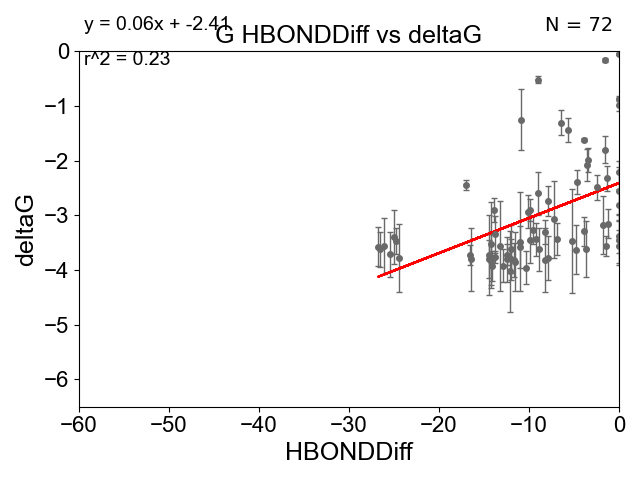 y = 0.06x + -2.41
N = 72
G HBONDDiff vs deltaG
r^2 = 0.23
0
−1
−2
−3
−4
−5
−6
deltaG
−60 −50 −40 −30 −20 −10 0
HBONDDiff